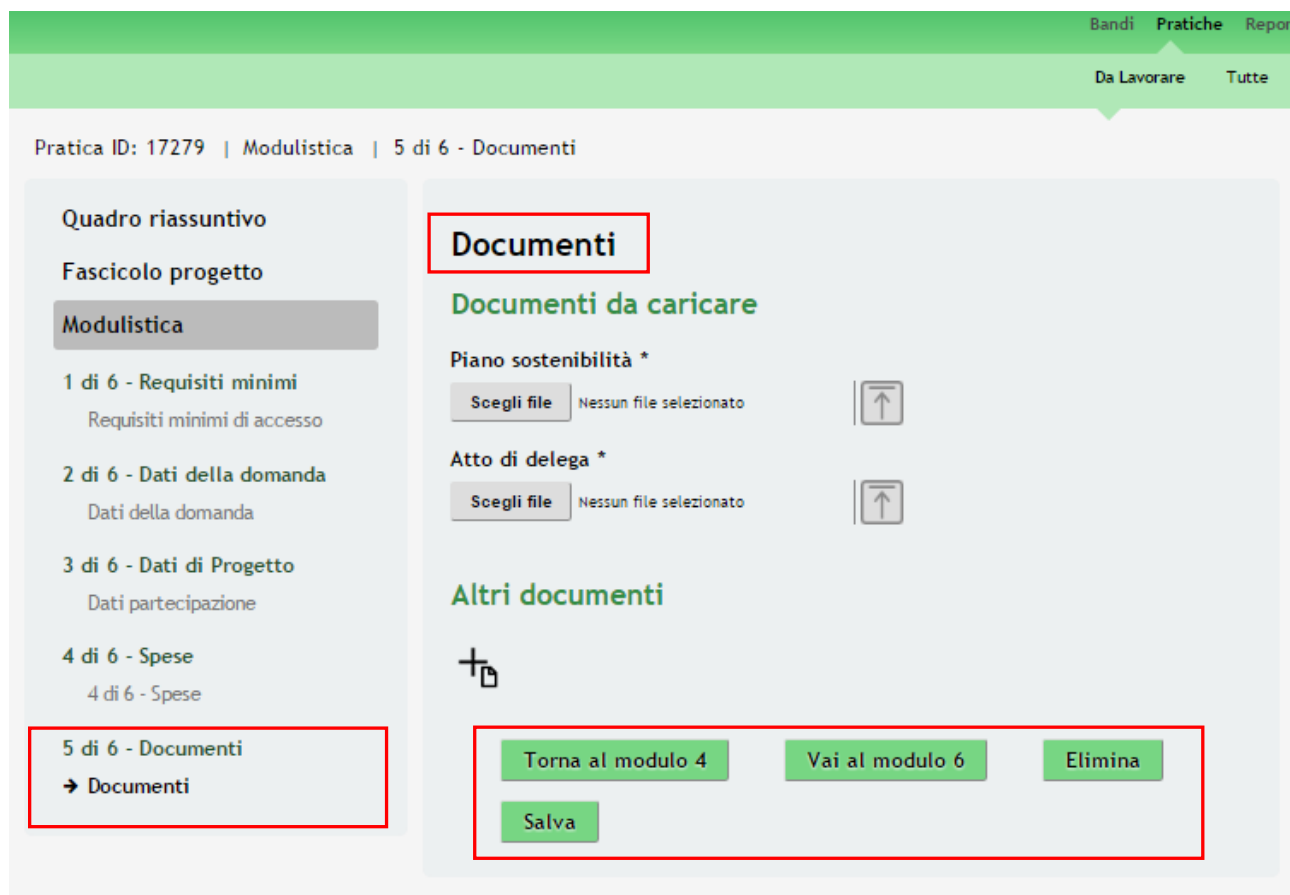 Bandi Pratiche Repor
Da Lavorare Tutte
Pratica ID: 17279 | Modulistica | 5 di 6 - Documenti
Quadro riassuntivo
Fascicolo progetto
Modulistica
1 di 6 - Requisiti minimi
Requisiti minimi di accesso
2 di 6 - Dati della domanda
Dati della domanda
3 di 6 - Dati di Progetto
Dati partecipazione
4 di 6 - Spese
4 di 6 - Spese
5 di 6 - Documenti
→ Documenti
Documenti
Documenti da caricare
Piano sostenibilità *
Scegli file Nessun file selezionato
Atto di delega *
Scegli file Nessun file selezionato
Altri documenti
Torna al modulo 4 Vai al modulo 6 Elimina
Salva